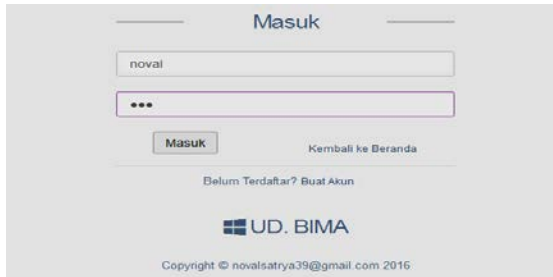 Masuk
noval
•••
Masuk Kembali ke Beranda
Belum Terdaftar? Buat Akun
UD. BIMA
Copyright © novalsatrya39@gmail.com 2016